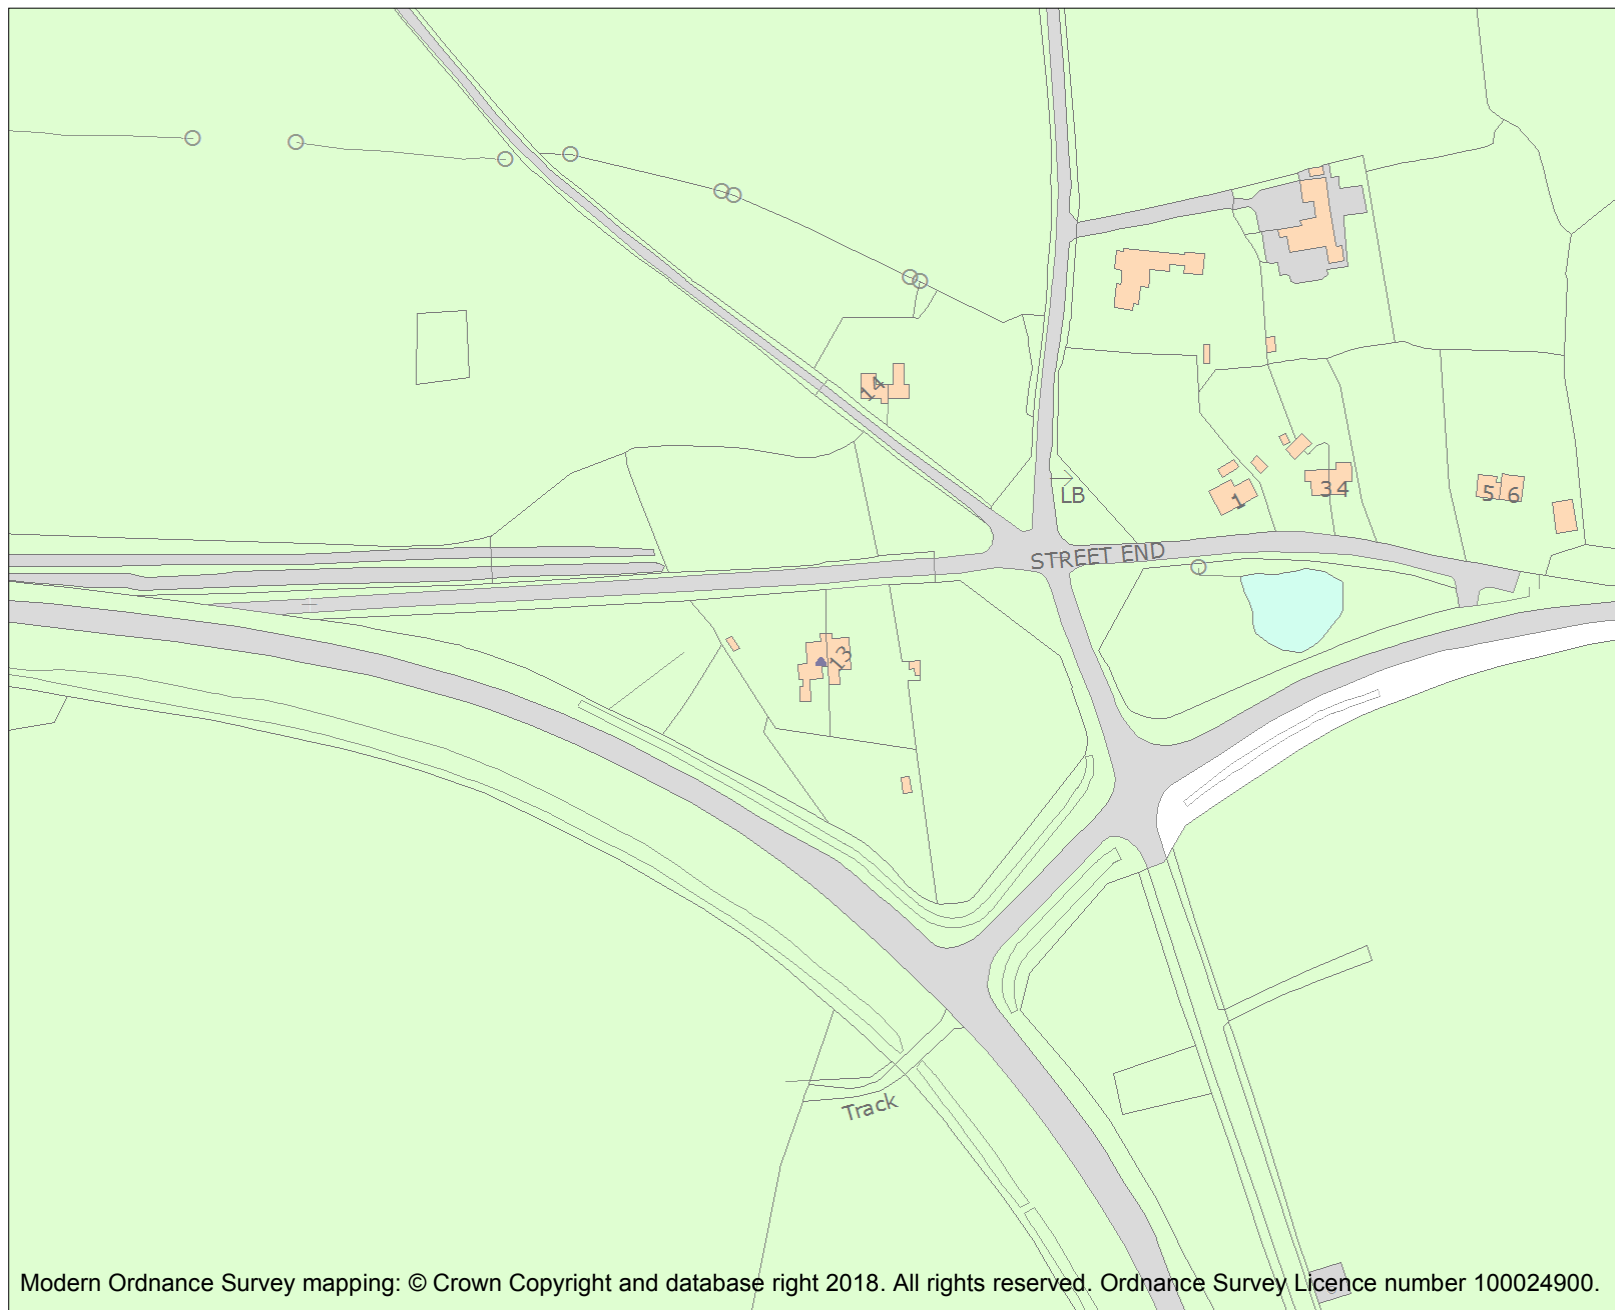 14
LB
1
3 4
5 6
STREET END
13
Track
Modern Ordnance Survey mapping: © Crown Copyright and database right 2018. All rights reserved. Ordnance Survey Licence number 100024900.